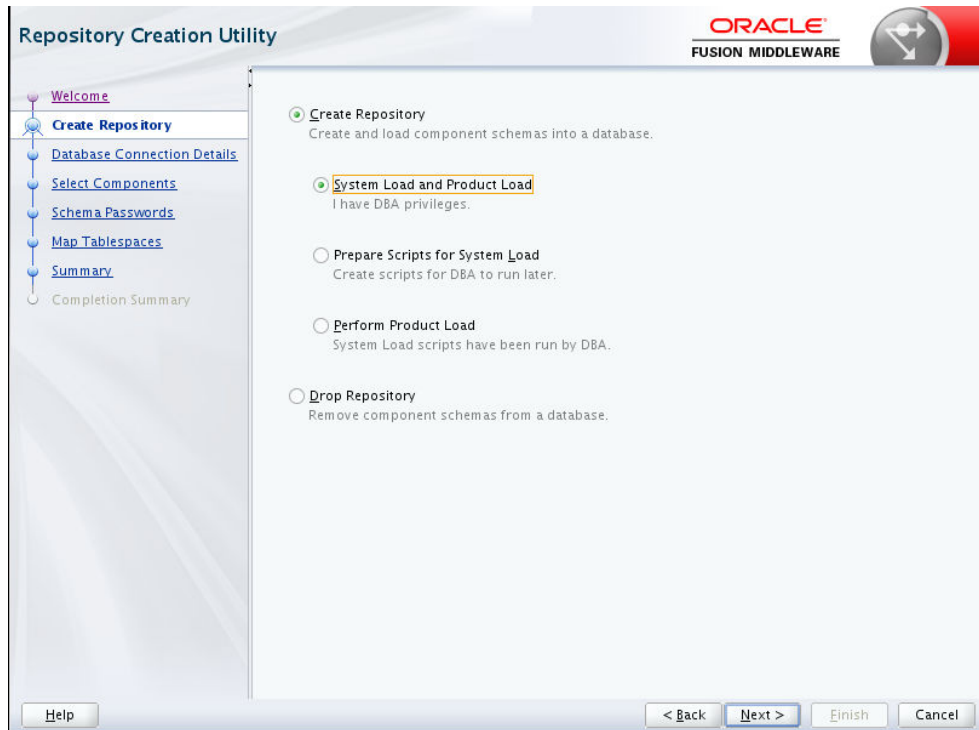 Repository Creation Utility
ORACLE
FUSION MIDDLEWARE
Welcome
Create Repository
Database Connection Details
Select Components
Schema Passwords
Map Tablespaces
Summary
Completion Summary
Create Repository
Create and load component schemas into a database.
System Load and Product Load
I have DBA privileges.
Prepare Scripts for System Load
Create scripts for DBA to run later.
Perform Product Load
System Load scripts have been run by DBA.
Drop Repository
Remove component schemas from a database.
Help
< Back
Next >
Finish
Cancel